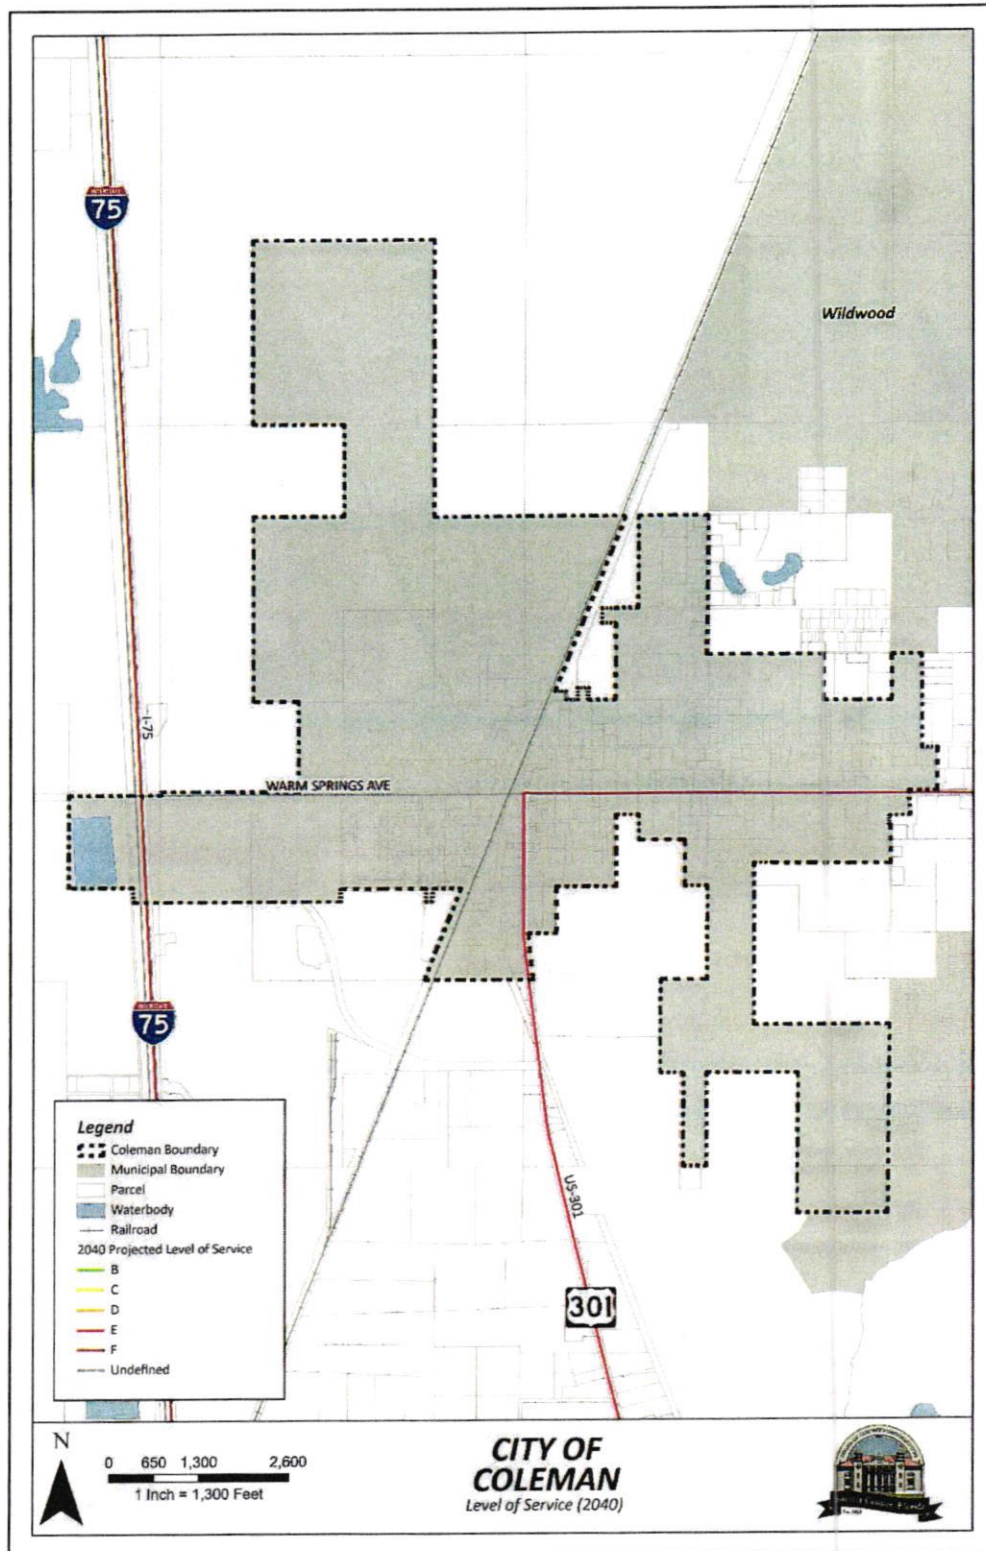 INTERSTATE
75
Wildwood
I-75
WARM SPRINGS AVE
INTERSTATE
75
US-301
301
Legend
Coleman Boundary
Municipal Boundary
Parcel
Waterbody
Railroad
2040 Projected Level of Service
B
C
D
E
F
Undefined
N
0 650 1,300 2,600
1 Inch = 1,300 Feet
CITY OF
COLEMAN
Level of Service (2040)